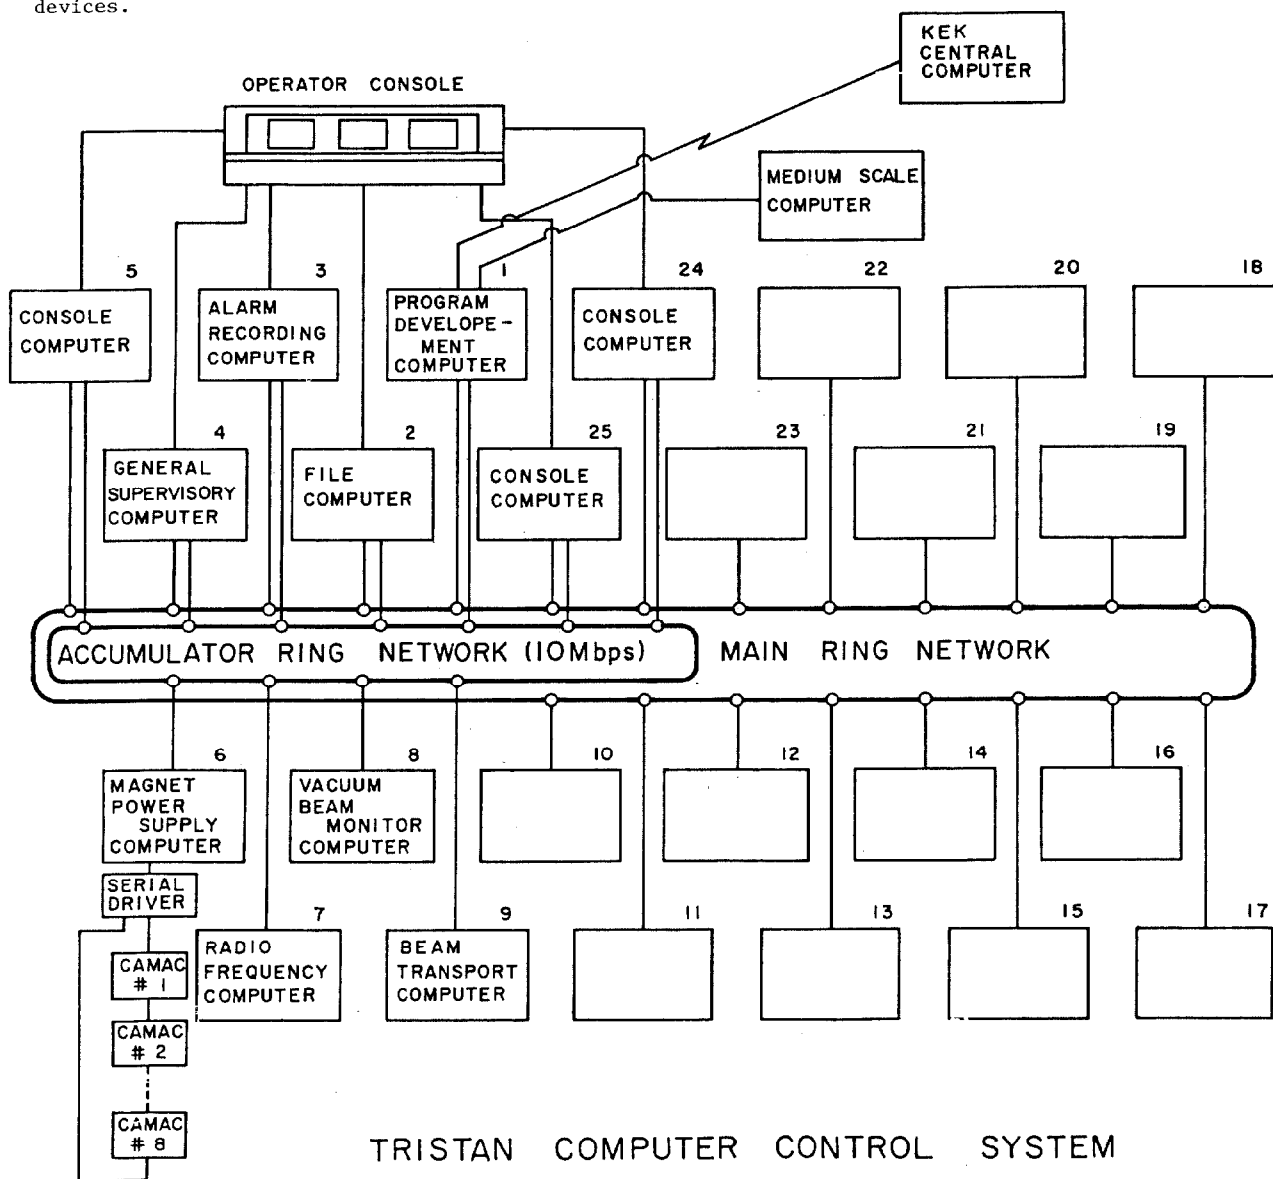 devices.
KEK
CENTRAL
COMPUTER
OPERATOR CONSOLE
MEDIUM SCALE
COMPUTER
5
CONSOLE
COMPUTER
3
ALARM
RECORDING
COMPUTER
1
PROGRAM
DEVELOPE-
MENT
COMPUTER
24
CONSOLE
COMPUTER
22
20
18
4
GENERAL
SUPERVISORY
COMPUTER
2
FILE
COMPUTER
25
CONSOLE
COMPUTER
23
21
19
ACCUMULATOR RING NETWORK (10Mbps)
MAIN RING NETWORK
6
MAGNET
POWER
SUPPLY
COMPUTER
8
VACUUM
BEAM
MONITOR
COMPUTER
10
12
14
16
SERIAL
DRIVER
7
RADIO
FREQUENCY
COMPUTER
9
BEAM
TRANSPORT
COMPUTER
11
13
15
17
CAMAC
# 1
CAMAC
# 2
CAMAC
# 8
TRISTAN COMPUTER CONTROL SYSTEM